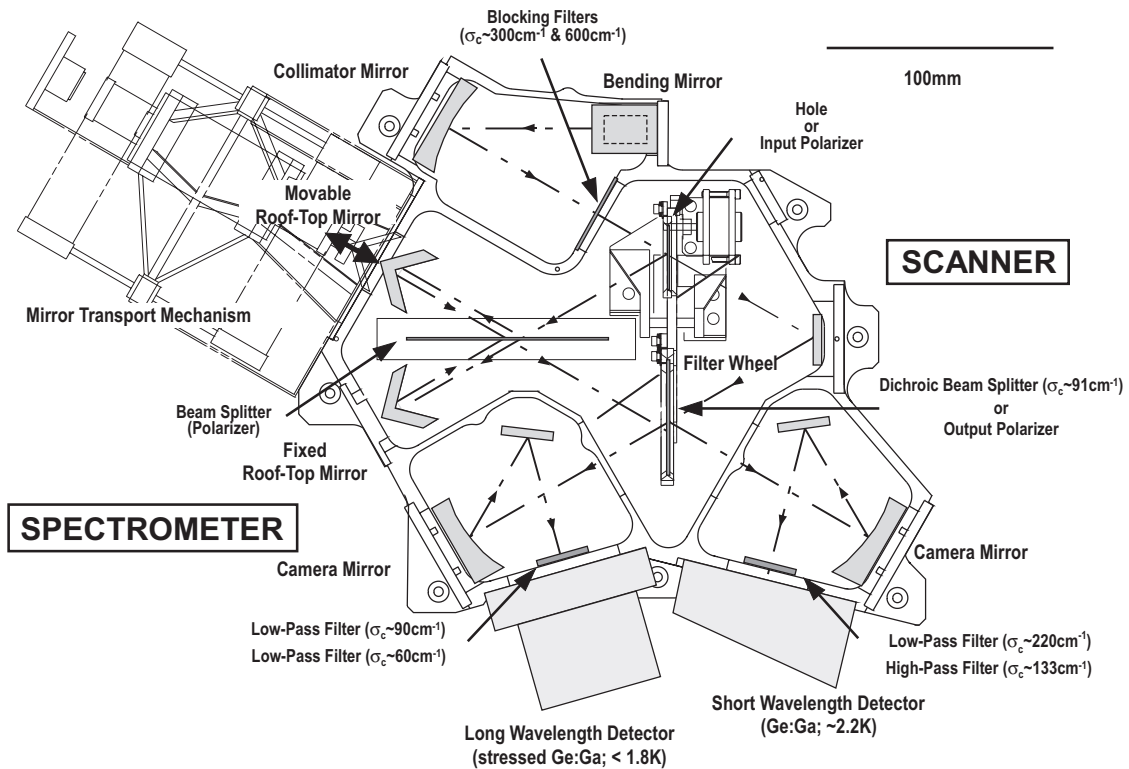 Blocking Filters
(σc~300cm-1 & 600cm-1)
Collimator Mirror
Bending Mirror
100mm
Hole
or
Input Polarizer
Movable
Roof-Top Mirror
SCANNER
Mirror Transport Mechanism
Filter Wheel
Dichroic Beam Splitter (σc~91cm-1)
or
Output Polarizer
Beam Splitter
(Polarizer)
Fixed
Roof-Top Mirror
SPECTROMETER
Camera Mirror
Camera Mirror
Low-Pass Filter (σc~90cm-1)
Low-Pass Filter (σc~60cm-1)
Low-Pass Filter (σc~220cm-1)
High-Pass Filter (σc~133cm-1)
Short Wavelength Detector
(Ge:Ga; ~2.2K)
Long Wavelength Detector
(stressed Ge:Ga; < 1.8K)